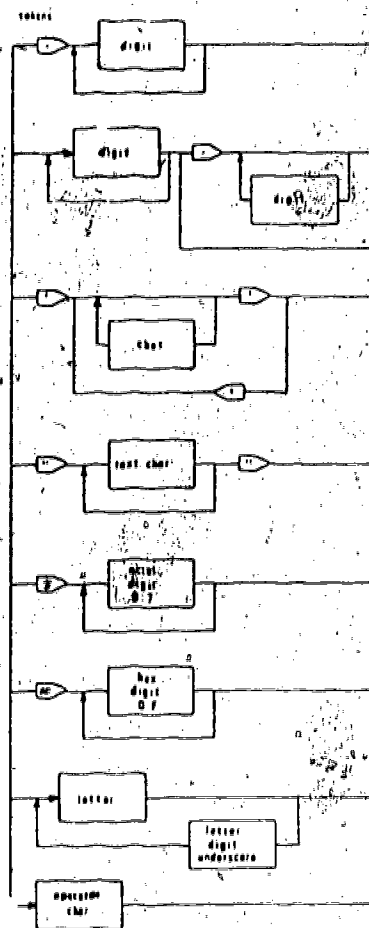 tokens
digit
digit
digit
char
text char
octal
digit
0 7
hex
digit
0 F
letter
letter
digit
underscore
operator
char